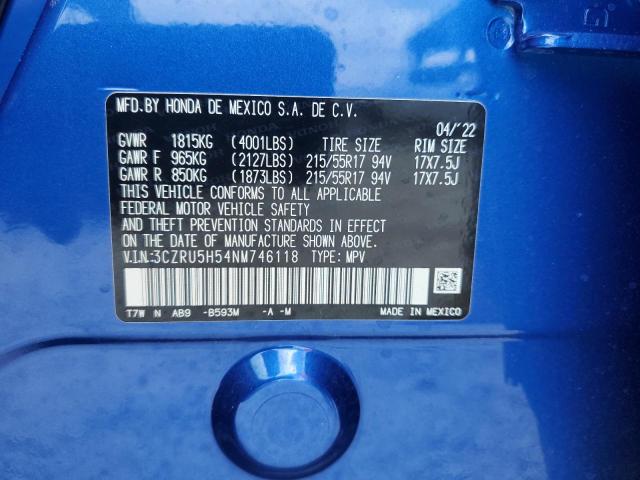 MFD.BY HONDA DE MEXICO S.A. DE C.V.
04/'22
GVWR 1815KG (4001LBS) TIRE SIZE RIM SIZE
GAWR F 965KG (2127LBS) 215/55R17 94V 17X7.5J
GAWR R 850KG (1873LBS) 215/55R17 94V 17X7.5J
THIS VEHICLE CONFORMS TO ALL APPLICABLE
FEDERAL MOTOR VEHICLE SAFETY
AND THEFT PREVENTION STANDARDS IN EFFECT
ON THE DATE OF MANUFACTURE SHOWN ABOVE.
V.I.N.:3CZRU5H54NM746118 TYPE: MPV
T7W N AB9 -B593M -A -M MADE IN MEXICO